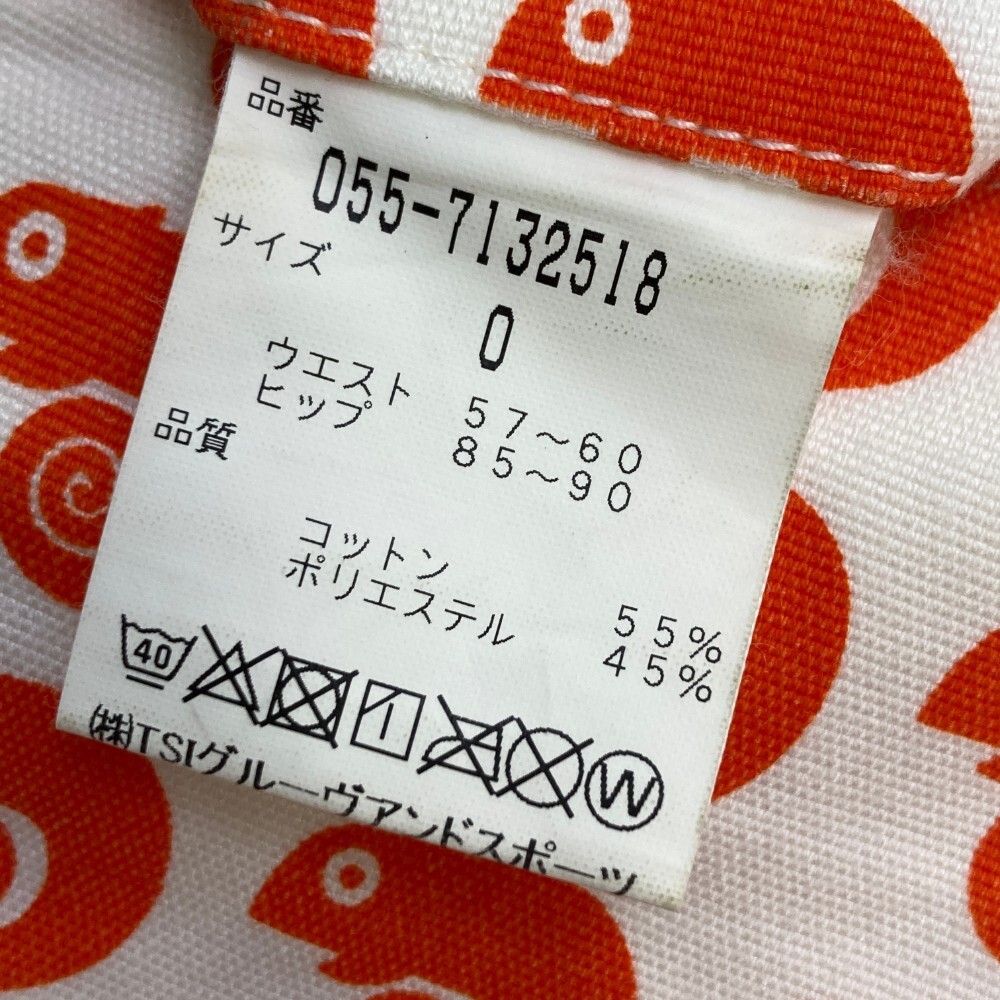 品番
055-7132518
サイズ
0
ウエスト 57～60
ヒップ 85～90
品質
コットン 55%
ポリエステル 45%
40
W
㈱TSIグルーヴアンドスポーツ